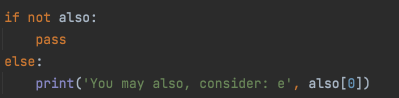 if not also:
    pass
else:
    print('You may also, consider: e', also[0])